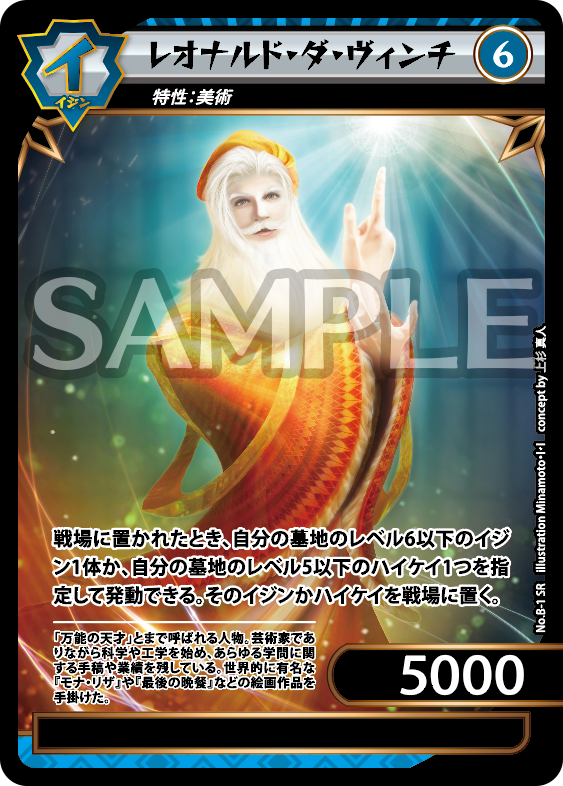 イ
イジン
レオナルド・ダ・ヴィンチ
6
特性:美術
SAMPLE
戦場に置かれたとき、自分の墓地のレベル6以下のイジ
ン1体か、自分の墓地のレベル5以下のハイケイ1つを指
定して発動できる。そのイジンかハイケイを戦場に置く。
『万能の天才』とまで呼ばれる人物。芸術家であ
りながら科学や工学を始め、あらゆる学問に関
する手稿や業績を残している。世界的に有名な
『モナ・リザ』や『最後の晩餐』などの絵画作品を
手掛けた。
5000
No.B-1 SR illustration Minamoto・I・I concept by 上杉 真人